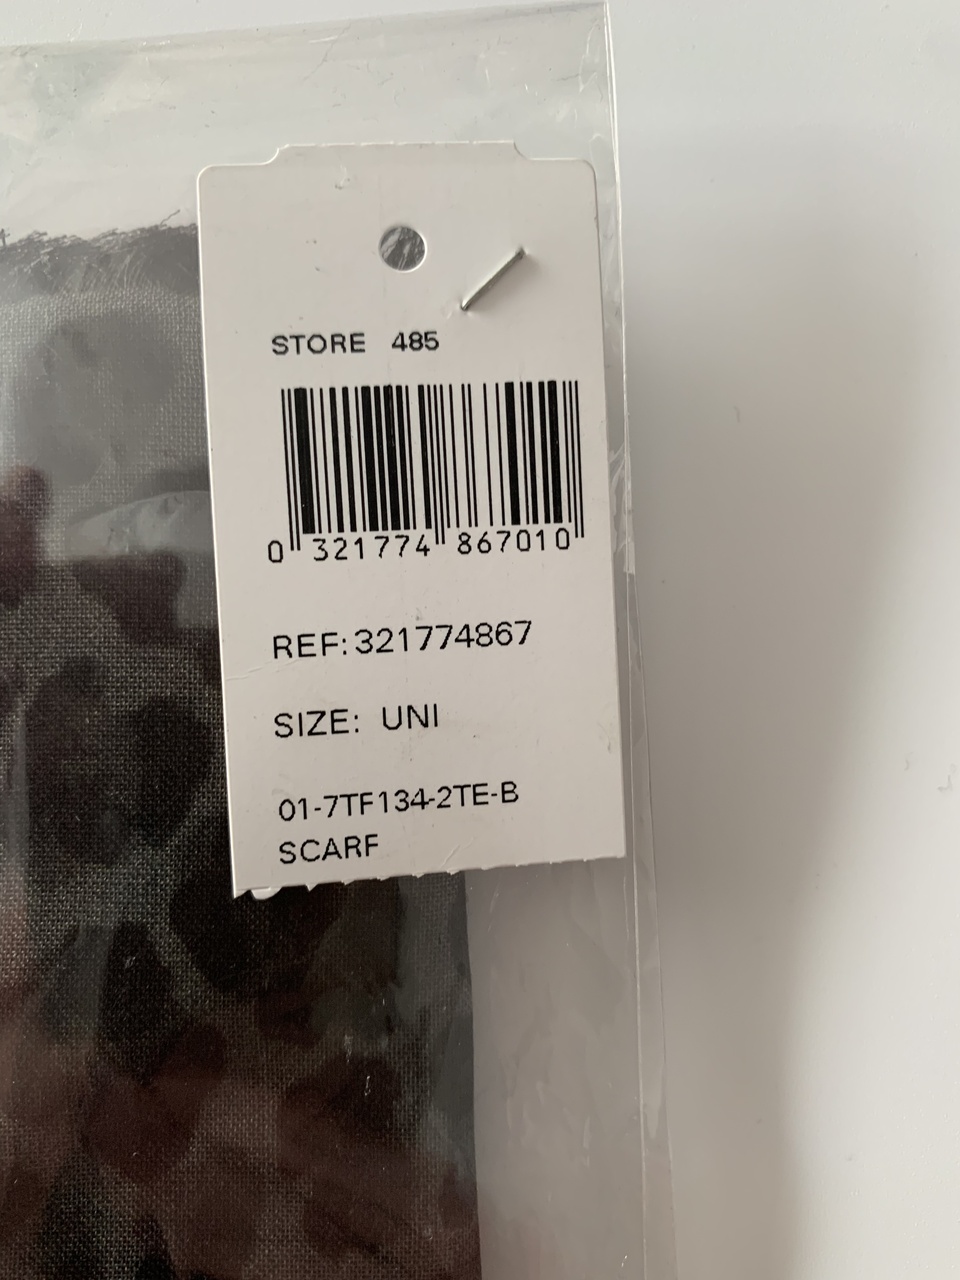 STORE 485
0 321774 867010
REF:321774867
SIZE: UNI
01-7TF134-2TE-B
SCARF